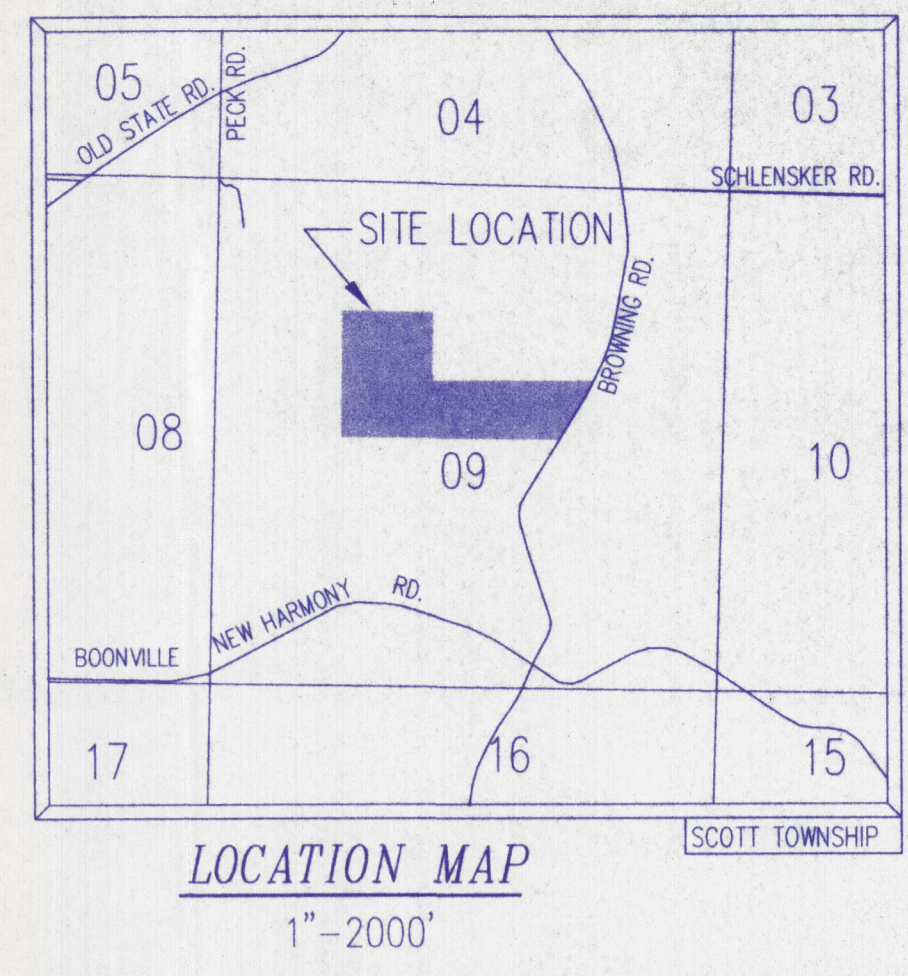 05
OLD STATE RD.
PECK RD.
04
03
SCHLENSKER RD.
SITE LOCATION
BROWNING RD.
08
09
10
BOONVILLE NEW HARMONY RD.
17
16
15
SCOTT TOWNSHIP
LOCATION MAP
1"-2000'